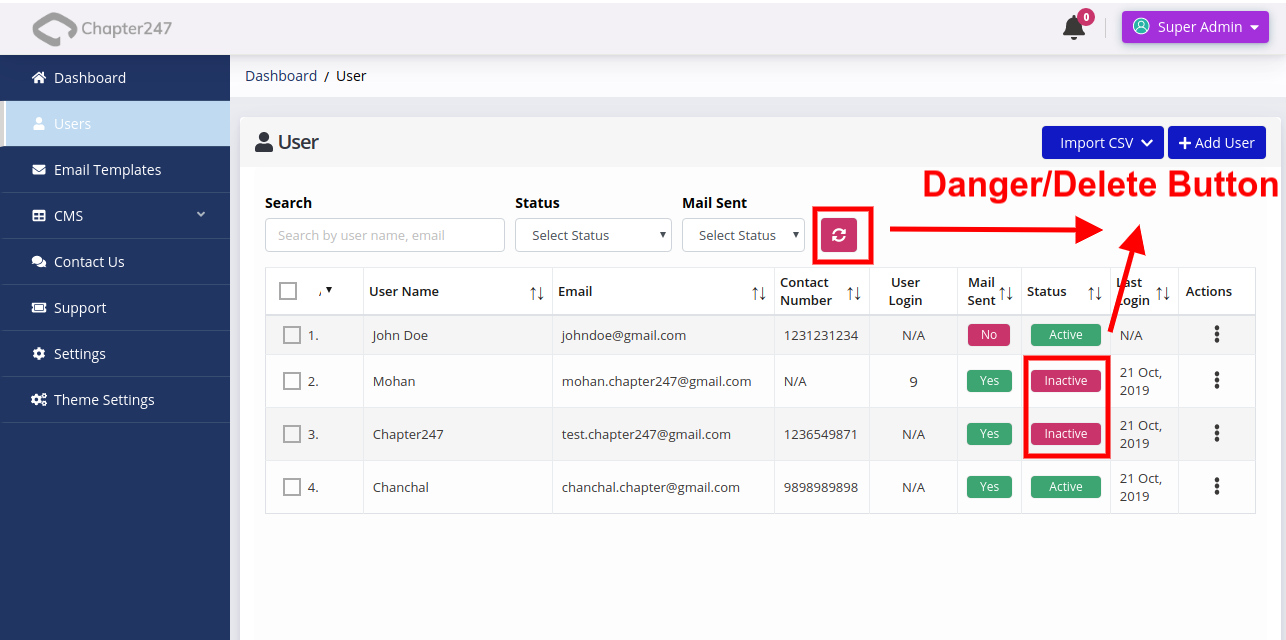 Chapter247
0
Super Admin
Dashboard
Users
Email Templates
CMS
Contact Us
Support
Settings
Theme Settings
Dashboard / User
User
Import CSV
Add User
Danger/Delete Button
Search Status Mail Sent
Search by user name, email Select Status Select Status
User Name Email Contact Number User Login Mail Sent Status Last Login Actions
1. John Doe johndoe@gmail.com 1231231234 N/A No Active N/A
2. Mohan mohan.chapter247@gmail.com N/A 9 Yes Inactive 21 Oct, 2019
3. Chapter247 test.chapter247@gmail.com 1236549871 N/A Yes Inactive 21 Oct, 2019
4. Chanchal chanchal.chapter@gmail.com 9898989898 N/A Yes Active 21 Oct, 2019